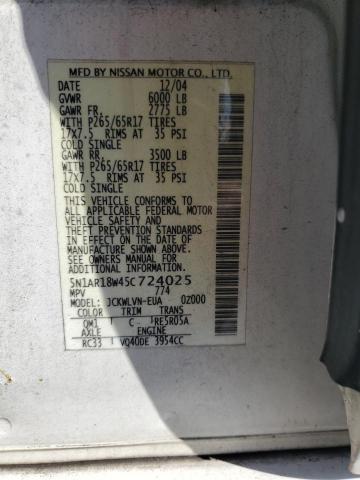 MFD BY NISSAN MOTOR CO., LTD.
DATE 12/04
GVWR 6000 LB
GAWR FR. 2775 LB
WITH P265/65R17 TIRES
17X7.5 RIMS AT 35 PSI
COLD SINGLE
GAWR RR. 3500 LB
WITH P265/65R17 TIRES
17X7.5 RIMS AT 35 PSI
COLD SINGLE
THIS VEHICLE CONFORMS TO
ALL APPLICABLE FEDERAL MOTOR
VEHICLE SAFETY AND
THEFT PREVENTION STANDARDS
IN EFFECT ON THE DATE OF
MANUFACTURE SHOWN ABOVE.
SEE OWNERS MANUAL FOR
ADDITIONAL INFORMATION.
5N1AR18W45C724025
MPV 774
MODEL JCKWLVN-EUA 0Z000
COLOR TRIM TRANS
QM1 C RE5R05A
AXLE ENGINE
RC33 VQ40DE 3954CC